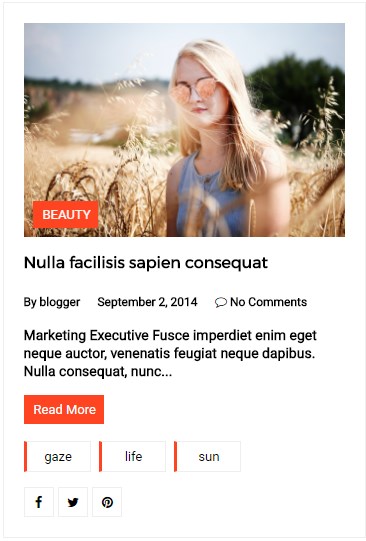 BEAUTY
Nulla facilisis sapien consequat
By blogger September 2, 2014 No Comments
Marketing Executive Fusce imperdiet enim eget
neque auctor, venenatis feugiat neque dapibus.
Nulla consequat, nunc...
Read More
gaze life sun